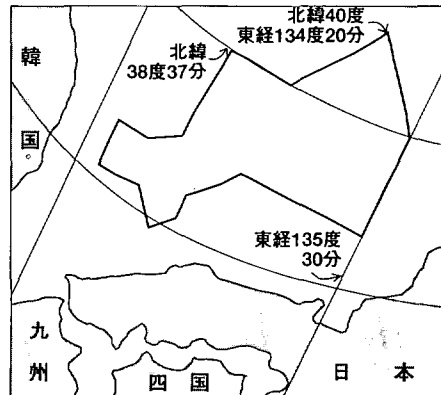 北緯40度
東経134度20分
北緯
38度37分
韓国
東経135度
30分
九州
四国
日本